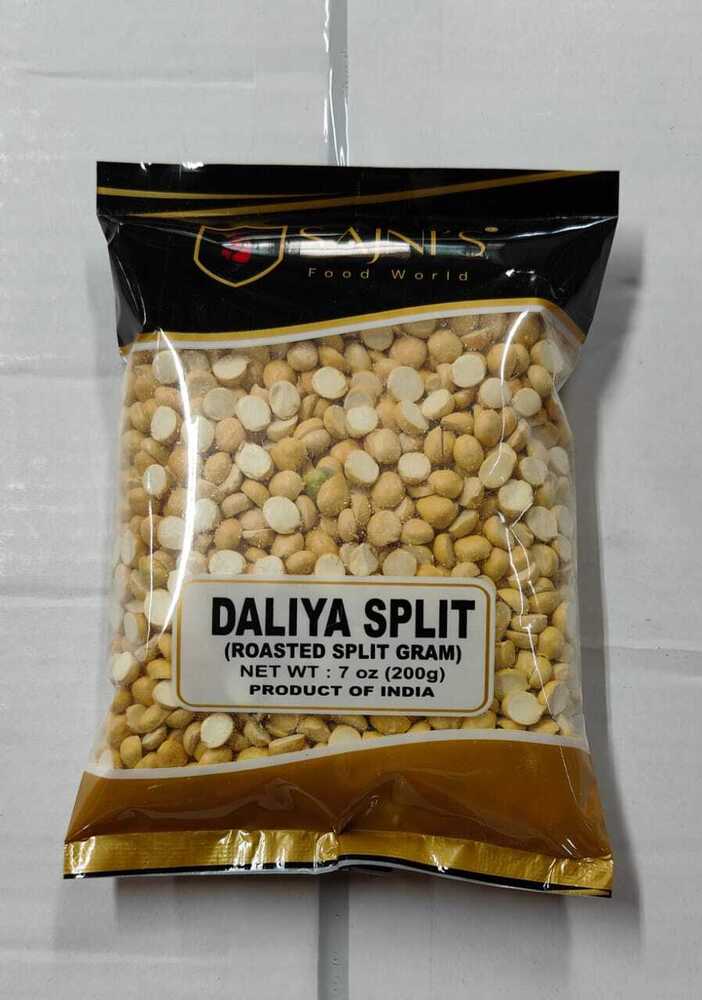 SAJNI'S®
Food World
DALIYA SPLIT
(ROASTED SPLIT GRAM)
NET WT : 7 oz (200g)
PRODUCT OF INDIA